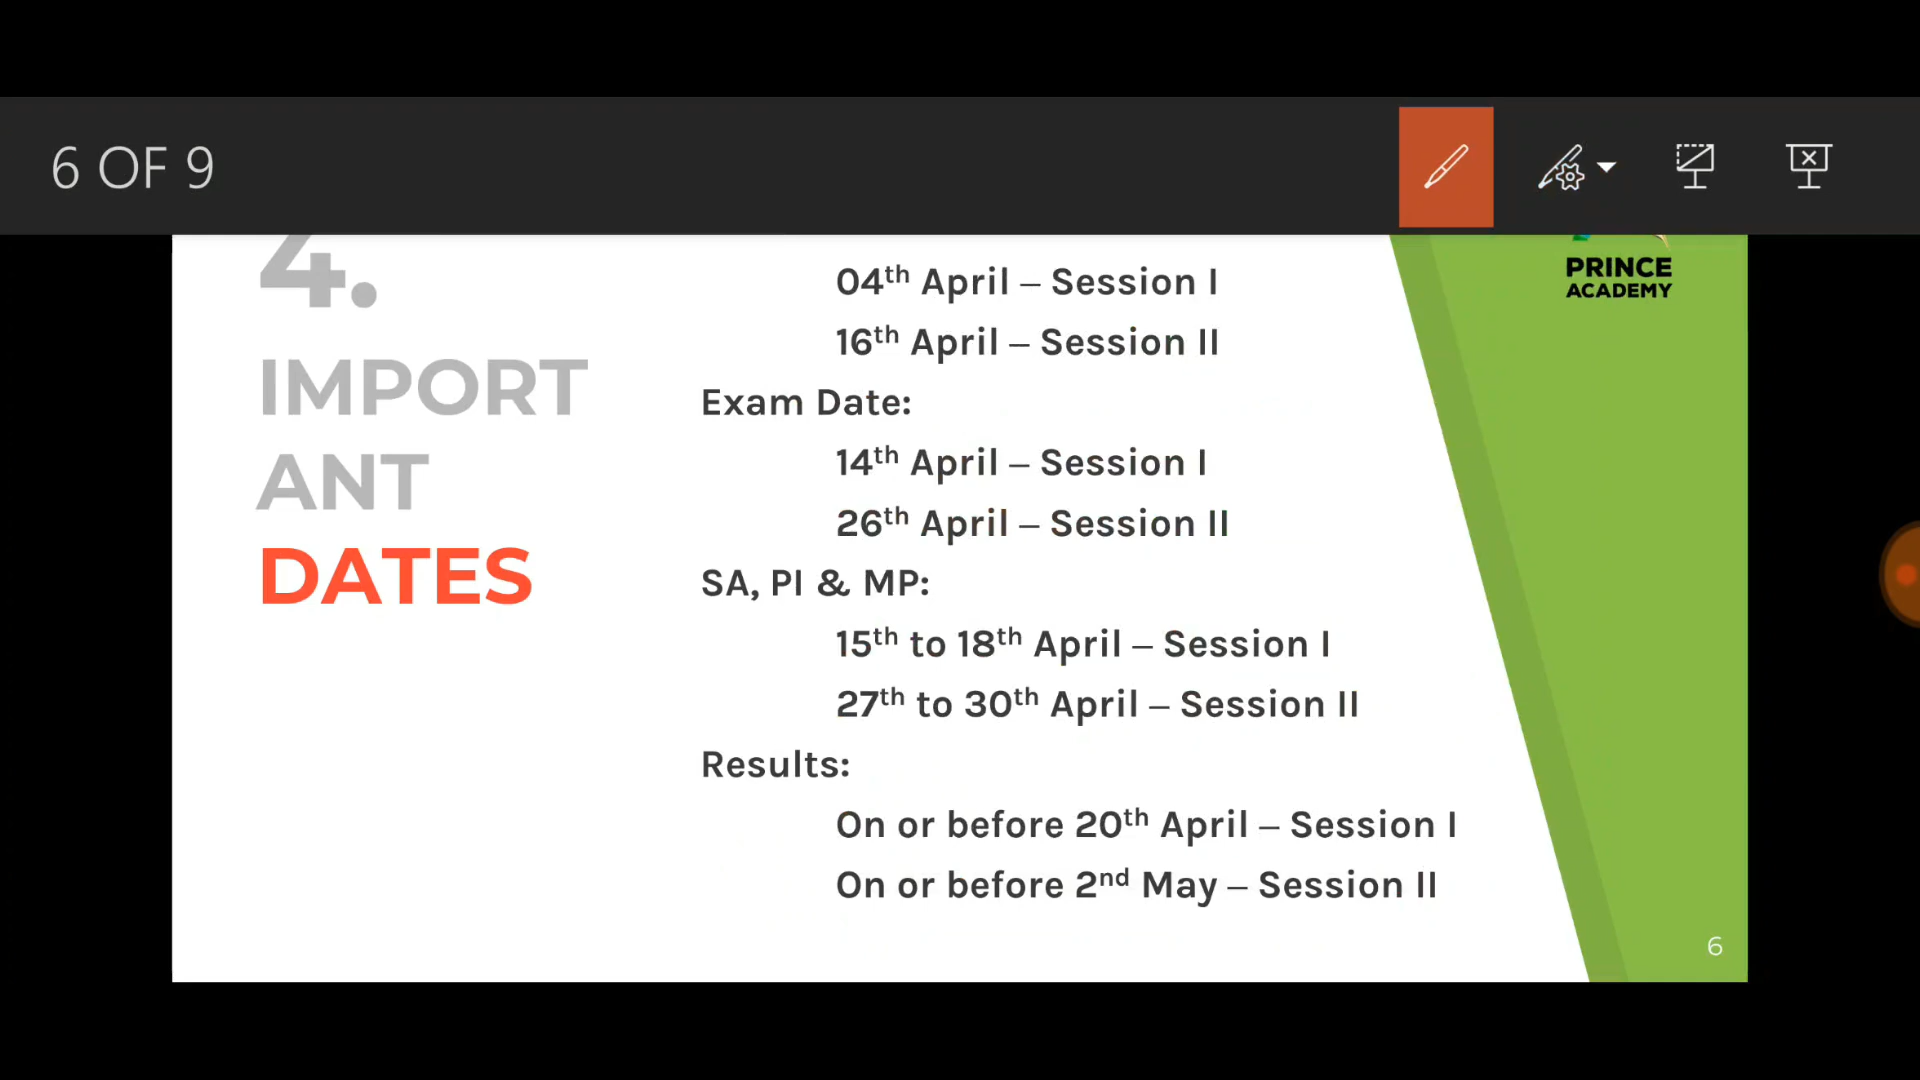 6 OF 9
4.
IMPORT
ANT
DATES
04th April – Session I
16th April – Session II
Exam Date:
14th April – Session I
26th April – Session II
SA, PI & MP:
15th to 18th April – Session I
27th to 30th April – Session II
Results:
On or before 20th April – Session I
On or before 2nd May – Session II
PRINCE
ACADEMY
6